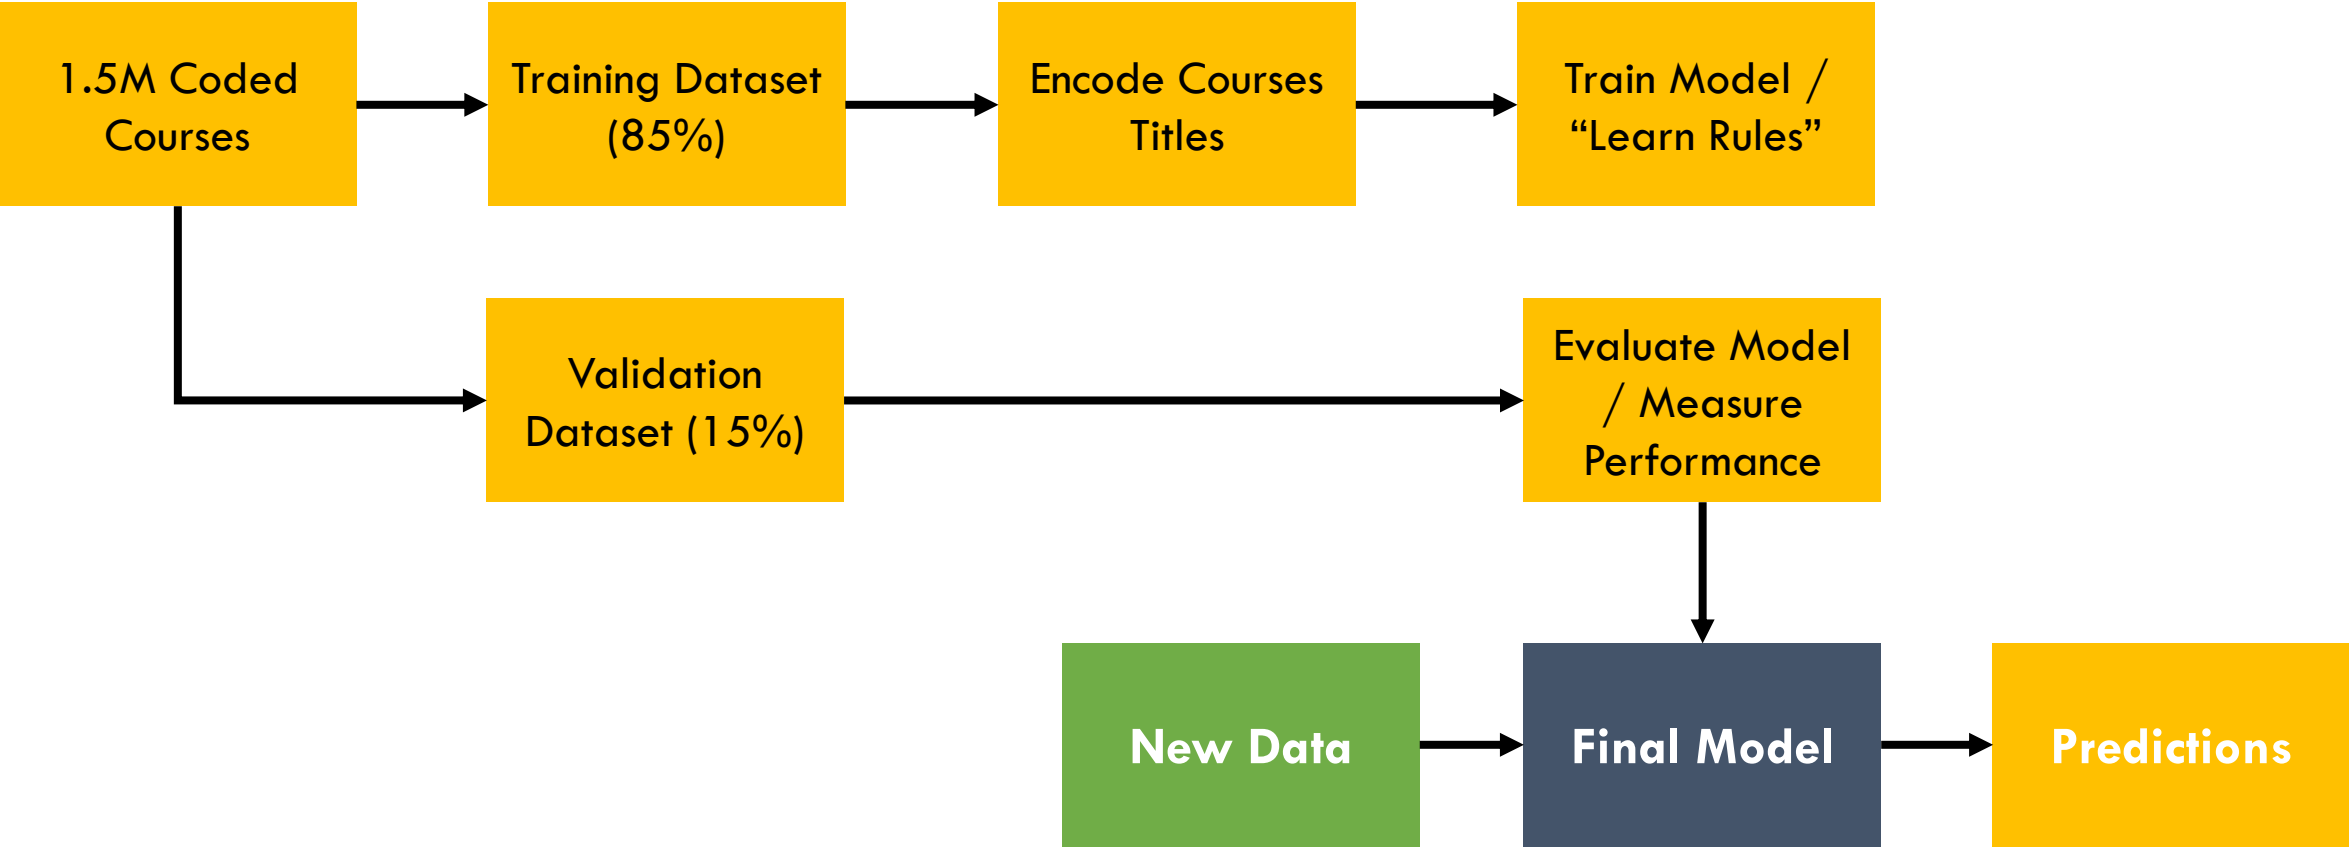 1.5M Coded
Courses
Training Dataset
(85%)
Encode Courses
Titles
Train Model /
“Learn Rules”
Validation
Dataset (15%)
Evaluate Model
/ Measure
Performance
New Data
Final Model
Predictions